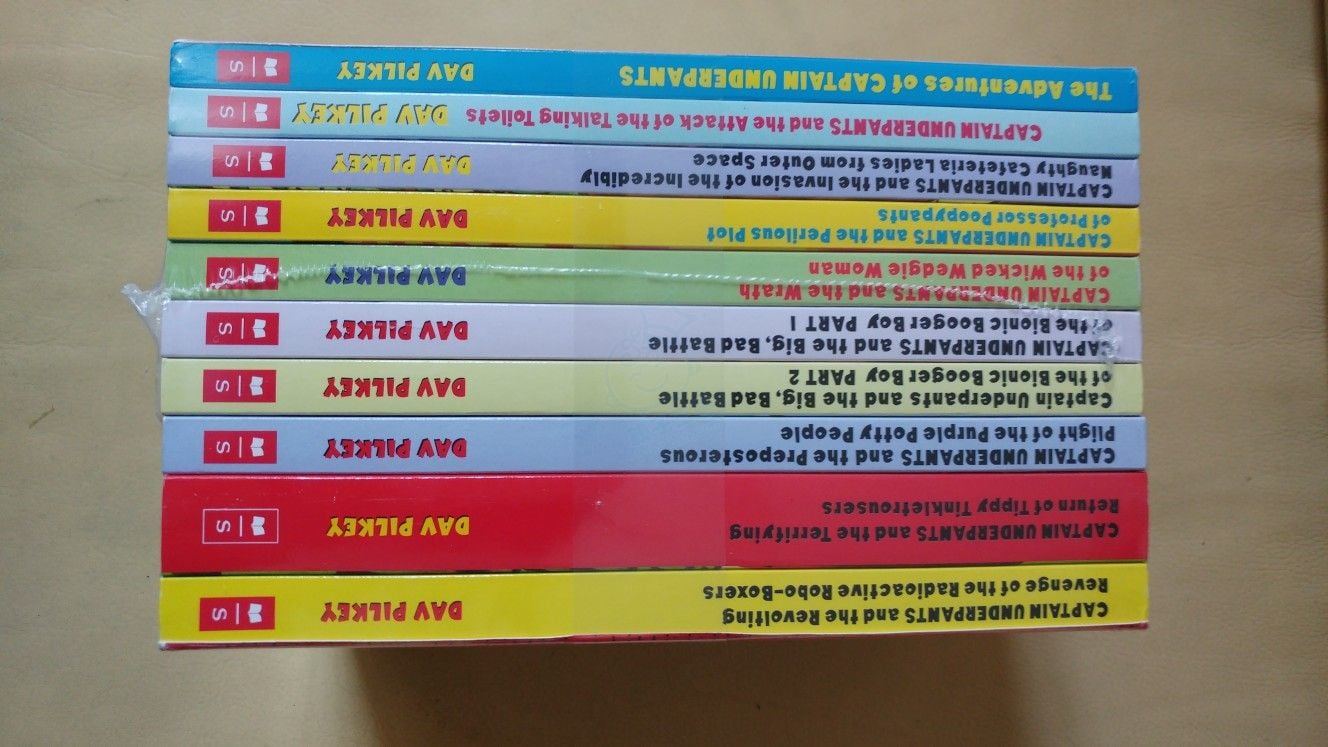 The Adventures of CAPTAIN UNDERPANTS
DAV PILKEY
S
CAPTAIN UNDERPANTS and the Attack of the Talking Toilets
DAV PILKEY
S
CAPTAIN UNDERPANTS and the Invasion of the Incredibly
Naughty Cafeteria Ladies from Outer Space
DAV PILKEY
S
CAPTAIN UNDERPANTS and the Perilous Plot
of Professor Poopypants
DAV PILKEY
S
CAPTAIN UNDERPANTS and the Wrath
of the Wicked Wedgie Woman
DAV PILKEY
S
CAPTAIN UNDERPANTS and the Big, Bad Battle
of the Bionic Booger Boy PART 1
DAV PILKEY
S
Captain Underpants and the Big, Bad Battle
of the Bionic Booger Boy PART 2
DAV PILKEY
S
CAPTAIN UNDERPANTS and the Preposterous
Plight of the Purple Potty People
DAV PILKEY
S
CAPTAIN UNDERPANTS and the Terrifying
Return of Tippy Tinkletrousers
DAV PILKEY
S
CAPTAIN UNDERPANTS and the Revolting
Revenge of the Radioactive Robo-Boxers
DAV PILKEY
S